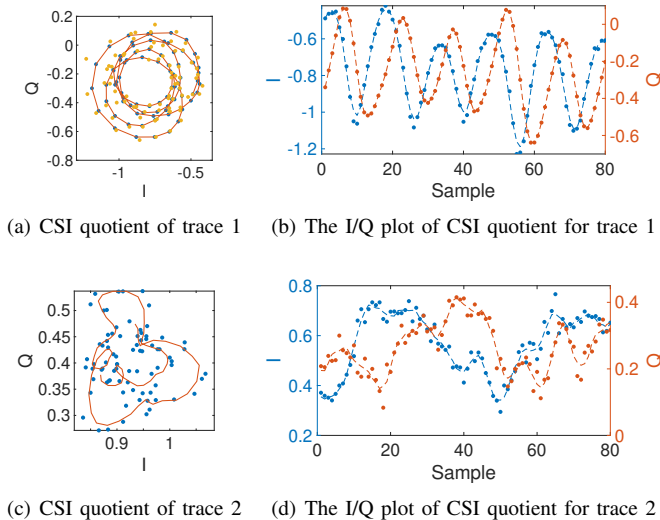 0.2
0
-0.2
-0.4
-0.6
-0.8
Q
-1
-0.5
I
(a) CSI quotient of trace 1
-0.6
-0.8
-1
-1.2
I
0
-0.2
-0.4
-0.6
Q
0
20
40
60
80
Sample
(b) The I/Q plot of CSI quotient for trace 1
0.5
0.45
0.4
0.35
0.3
Q
0.9
1
I
(c) CSI quotient of trace 2
0.8
0.6
0.4
0.2
I
0.4
0.2
0
Q
0
20
40
60
80
Sample
(d) The I/Q plot of CSI quotient for trace 2